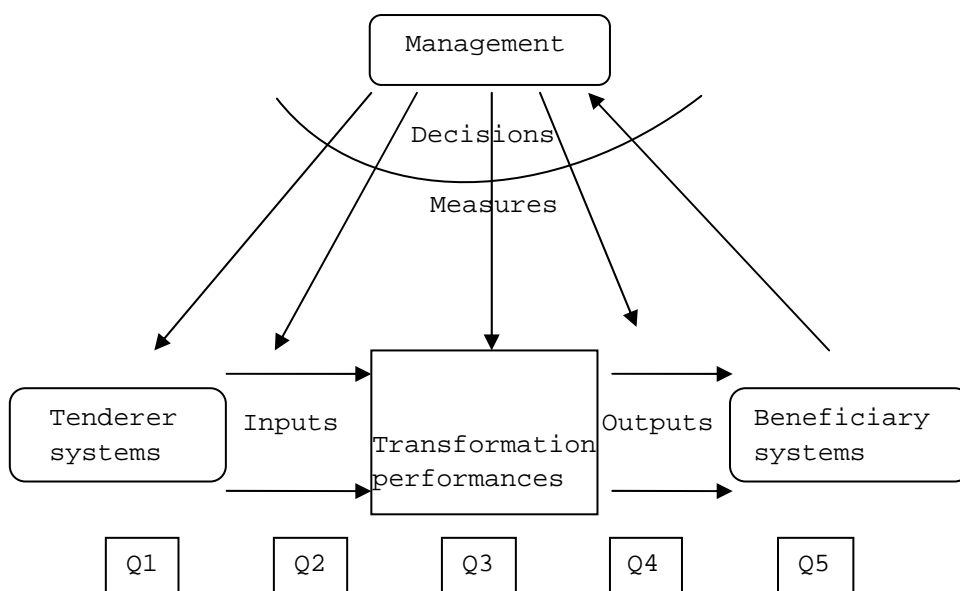 Management
Decisions
Measures
Tenderer
systems
Inputs
Transformation
performances
Outputs
Beneficiary
systems
Q1
Q2
Q3
Q4
Q5